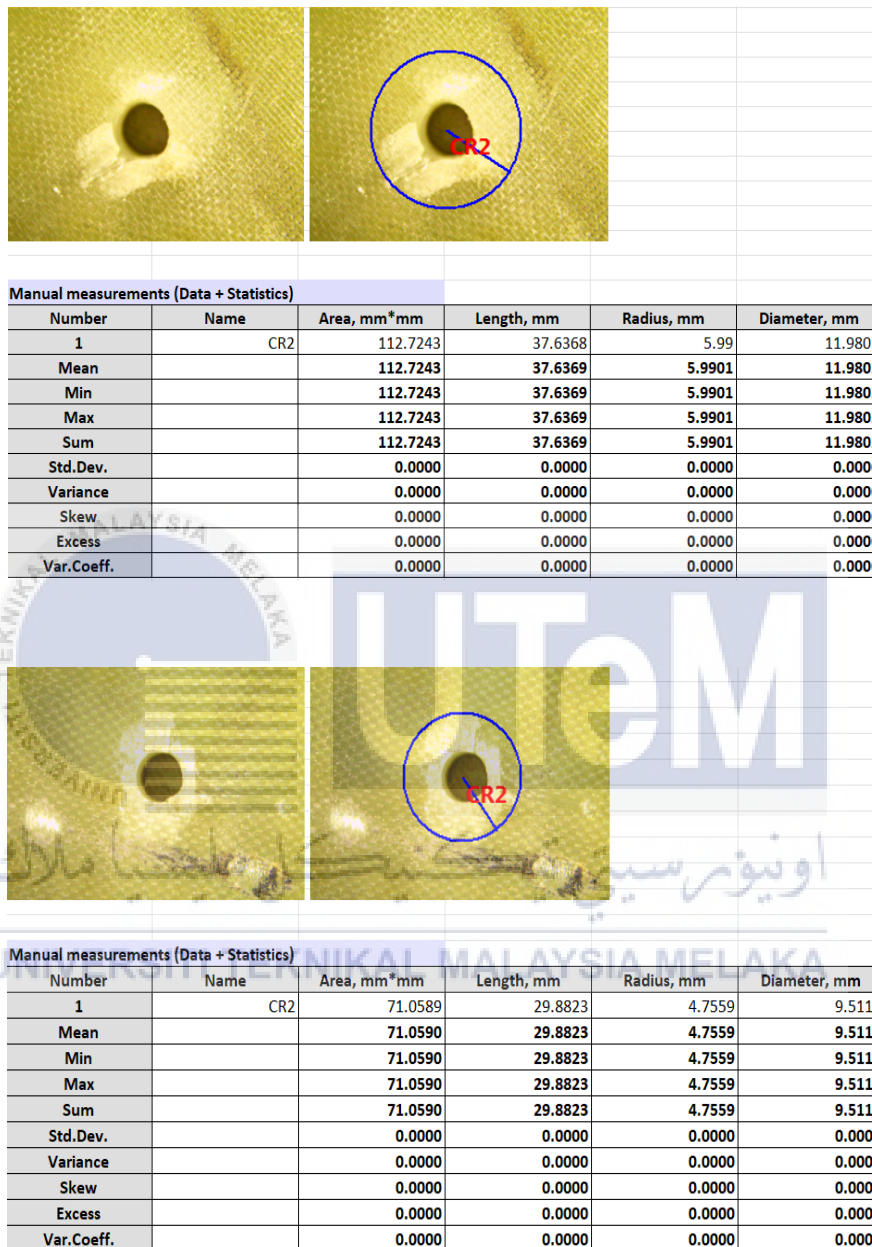 CR2
Manual measurements (Data + Statistics)
Number Name Area, mm*mm Length, mm Radius, mm Diameter, mm
1 CR2 112.7243 37.6368 5.99 11.980
Mean 112.7243 37.6369 5.9901 11.980
Min 112.7243 37.6369 5.9901 11.980
Max 112.7243 37.6369 5.9901 11.980
Sum 112.7243 37.6369 5.9901 11.980
Std.Dev. 0.0000 0.0000 0.0000 0.000
Variance 0.0000 0.0000 0.0000 0.000
Skew 0.0000 0.0000 0.0000 0.000
Excess 0.0000 0.0000 0.0000 0.000
Var.Coeff. 0.0000 0.0000 0.0000 0.000
TEKNIKAL MALAYSIA MELAKA
UTeM
CR2
اونيورسيتي تيكنيكل مليسيا ملاك
UNIVERSITI TEKNIKAL MALAYSIA MELAKA
Manual measurements (Data + Statistics)
Number Name Area, mm*mm Length, mm Radius, mm Diameter, mm
1 CR2 71.0589 29.8823 4.7559 9.511
Mean 71.0590 29.8823 4.7559 9.511
Min 71.0590 29.8823 4.7559 9.511
Max 71.0590 29.8823 4.7559 9.511
Sum 71.0590 29.8823 4.7559 9.511
Std.Dev. 0.0000 0.0000 0.0000 0.000
Variance 0.0000 0.0000 0.0000 0.000
Skew 0.0000 0.0000 0.0000 0.000
Excess 0.0000 0.0000 0.0000 0.000
Var.Coeff. 0.0000 0.0000 0.0000 0.000